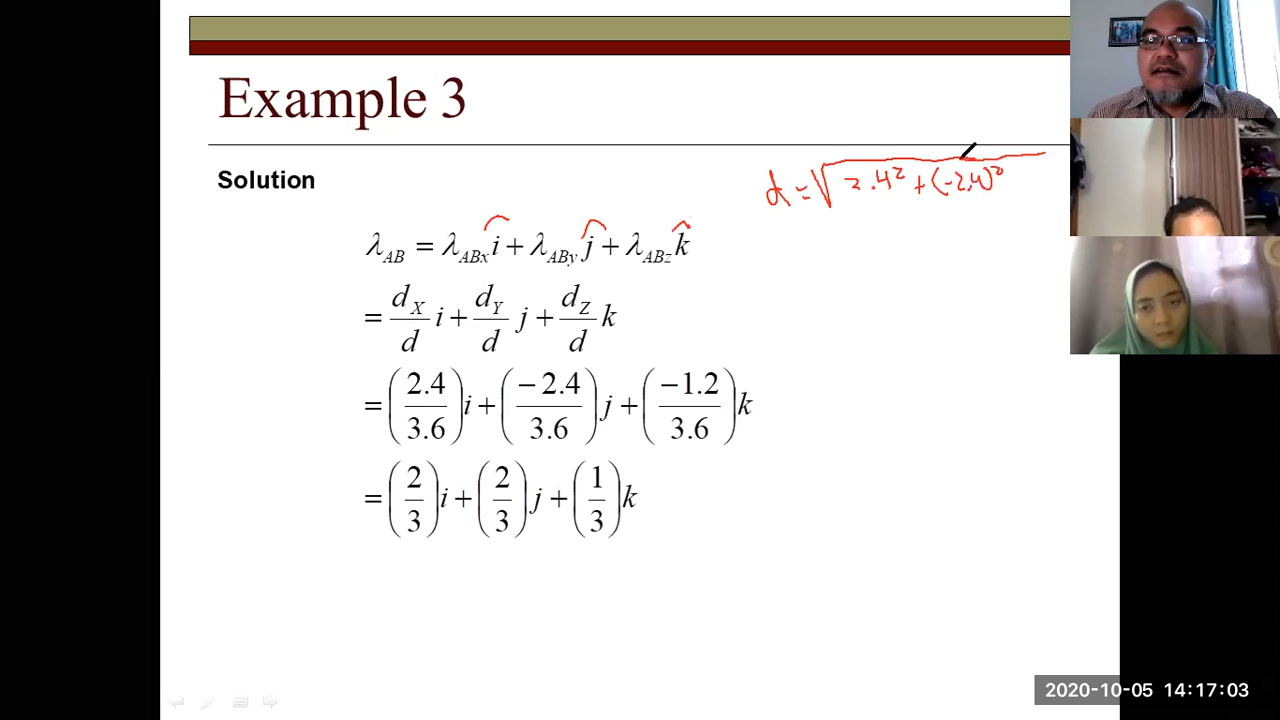 Example 3
Solution
d = √2.4² + (-2.4)²
λ_AB = λ_ABx i + λ_ABy j + λ_ABz k
= d_X/d i + d_Y/d j + d_Z/d k
= (2.4/3.6) i + (-2.4/3.6) j + (-1.2/3.6) k
= (2/3) i + (2/3) j + (1/3) k
2020-10-05 14:17:03